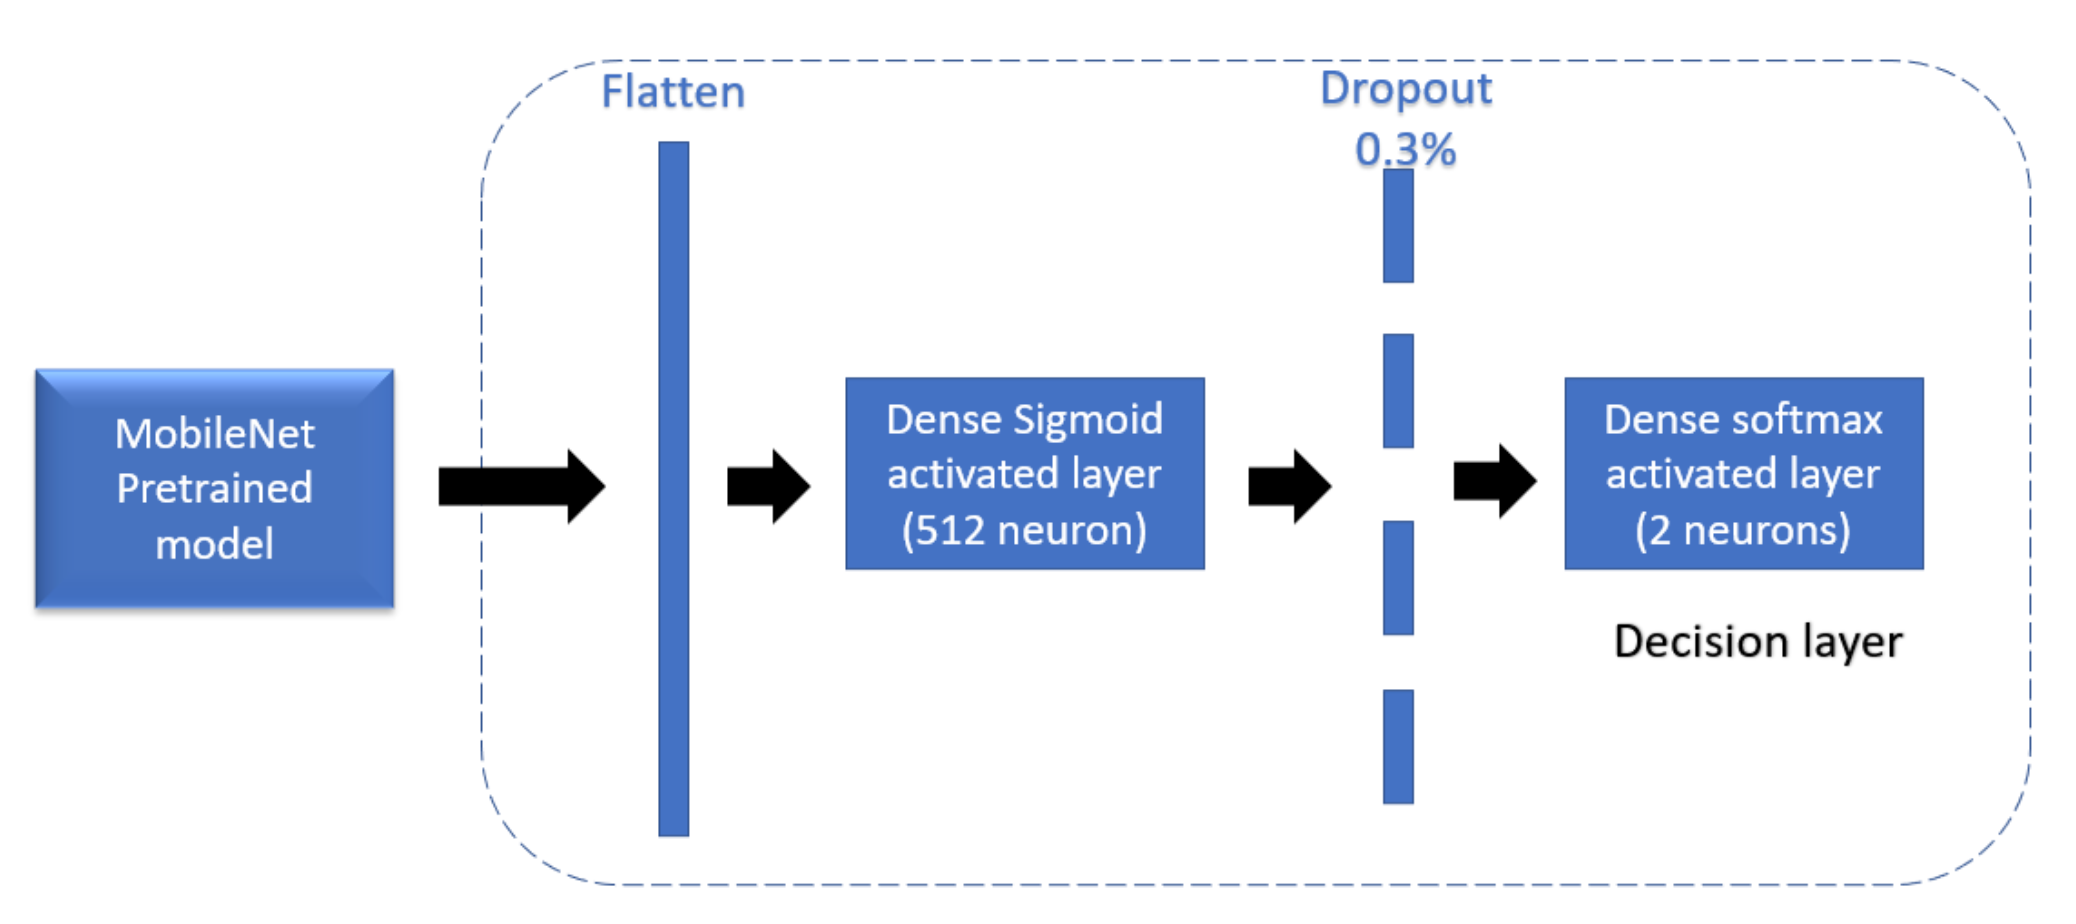 MobileNet
Pretrained
model
Flatten
Dense Sigmoid
activated layer
(512 neuron)
Dropout
0.3%
Dense softmax
activated layer
(2 neurons)
Decision layer